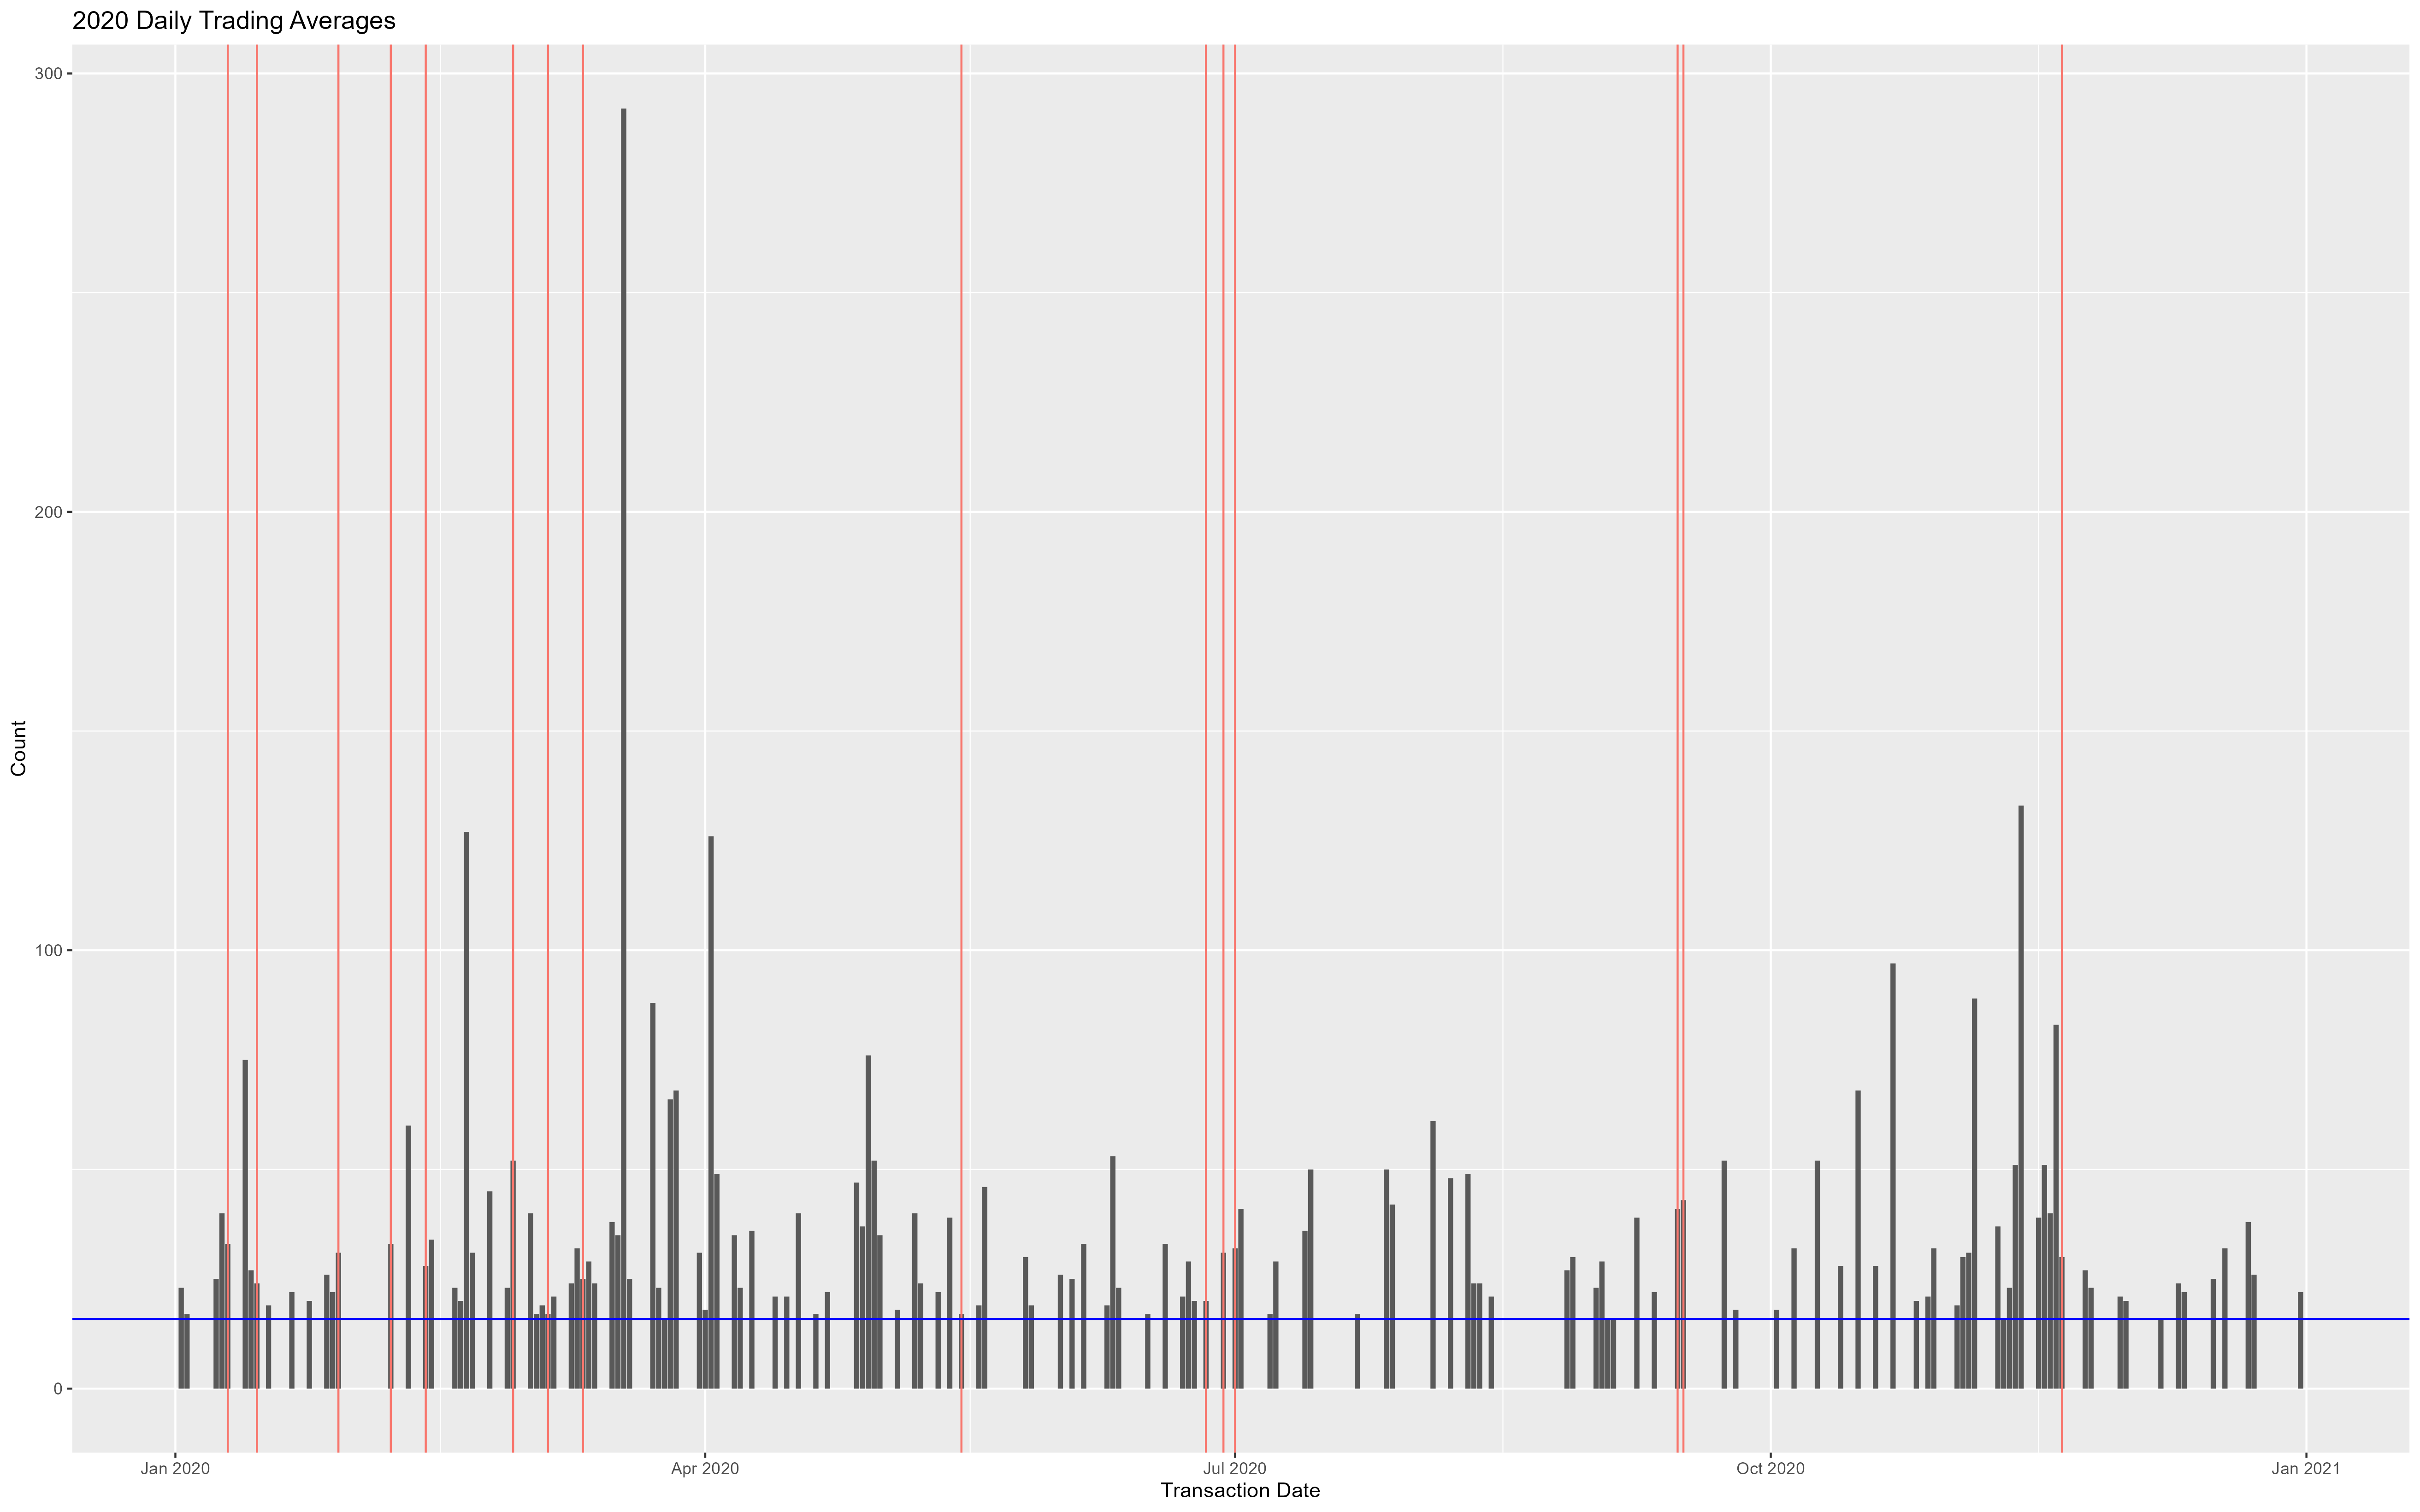 2020 Daily Trading Averages
300
200
100
0
Count
Jan 2020 Apr 2020 Jul 2020 Oct 2020 Jan 2021
Transaction Date